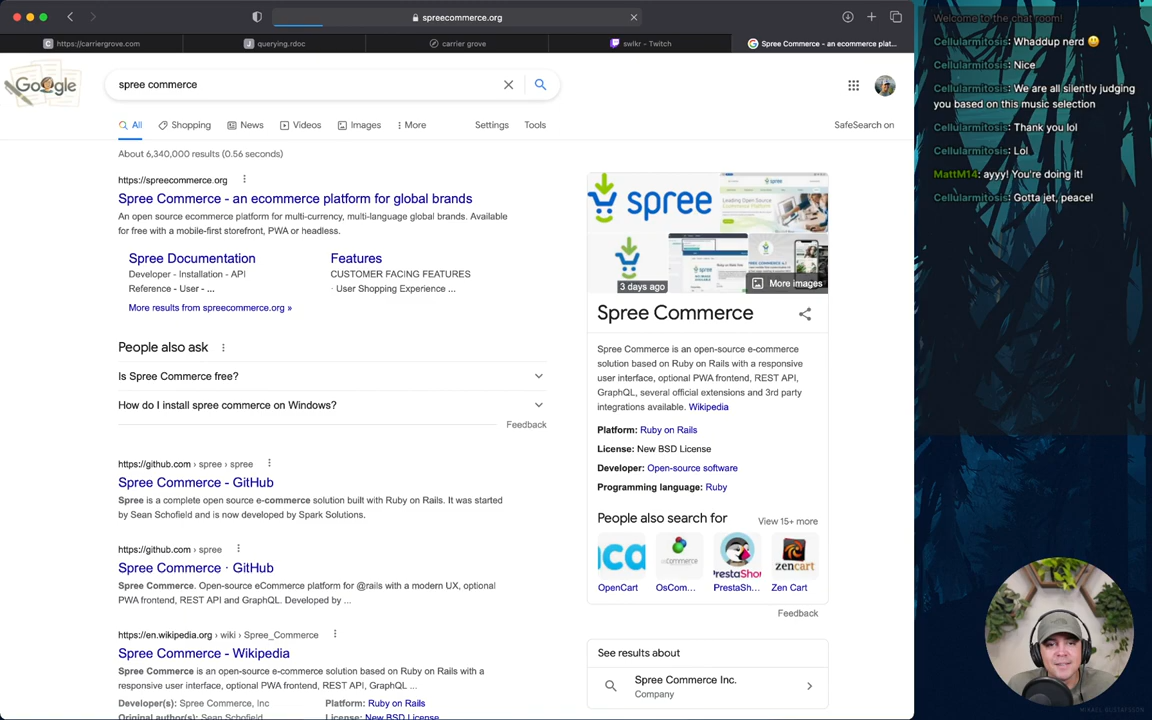 spreecommerce.org
https://carriergrove.com
querying.rdoc
carrier grove
swlkr - Twitch
Spree Commerce - an ecommerce plat...
Google
spree commerce
All
Shopping
News
Videos
Images
More
Settings
Tools
SafeSearch on
About 6,340,000 results (0.56 seconds)
https://spreecommerce.org
Spree Commerce - an ecommerce platform for global brands
An open source ecommerce platform for multi-currency, multi-language global brands. Available
for free with a mobile-first storefront, PWA or headless.
Spree Documentation
Developer - Installation - API
Reference - User - ...
Features
CUSTOMER FACING FEATURES
· User Shopping Experience ...
More results from spreecommerce.org »
People also ask
Is Spree Commerce free?
How do I install spree commerce on Windows?
Feedback
https://github.com › spree › spree
Spree Commerce - GitHub
Spree is a complete open source e-commerce solution built with Ruby on Rails. It was started
by Sean Schofield and is now developed by Spark Solutions.
https://github.com › spree
Spree Commerce · GitHub
Spree Commerce. Open-source eCommerce platform for @rails with a modern UX, optional
PWA frontend, REST API and GraphQL. Developed by ...
https://en.wikipedia.org › wiki › Spree_Commerce
Spree Commerce - Wikipedia
Spree Commerce is an open-source e-commerce solution based on Ruby on Rails with a
responsive user interface, optional PWA frontend, REST API, GraphQL ...
Developer(s): Spree Commerce, Inc
Platform: Ruby on Rails
Original author(s): Sean Schofield
License: New BSD License
spree
3 days ago
More images
Spree Commerce
Spree Commerce is an open-source e-commerce
solution based on Ruby on Rails with a responsive
user interface, optional PWA frontend, REST API,
GraphQL, several official extensions and 3rd party
integrations available. Wikipedia
Platform: Ruby on Rails
License: New BSD License
Developer: Open-source software
Programming language: Ruby
People also search for
View 15+ more
OpenCart
OsCom...
PrestaSh...
Zen Cart
Feedback
See results about
Spree Commerce Inc.
Company
Welcome to the chat room!
Cellularmitosis: Whaddup nerd 😃
Cellularmitosis: Nice
Cellularmitosis: We are all silently judging
you based on this music selection
Cellularmitosis: Thank you lol
Cellularmitosis: Lol
MattM14: ayyy! You're doing it!
Cellularmitosis: Gotta jet, peace!
MIKAEL GUSTAFSSON